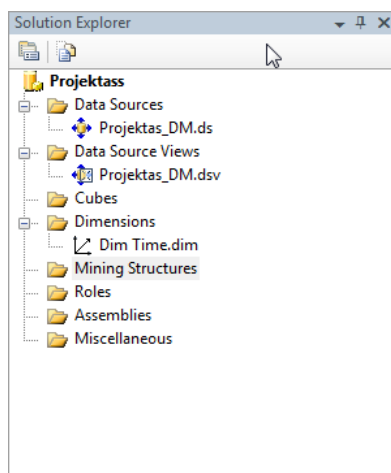 Solution Explorer
Projektass
Data Sources
Projektas_DM.ds
Data Source Views
Projektas_DM.dsv
Cubes
Dimensions
Dim Time.dim
Mining Structures
Roles
Assemblies
Miscellaneous